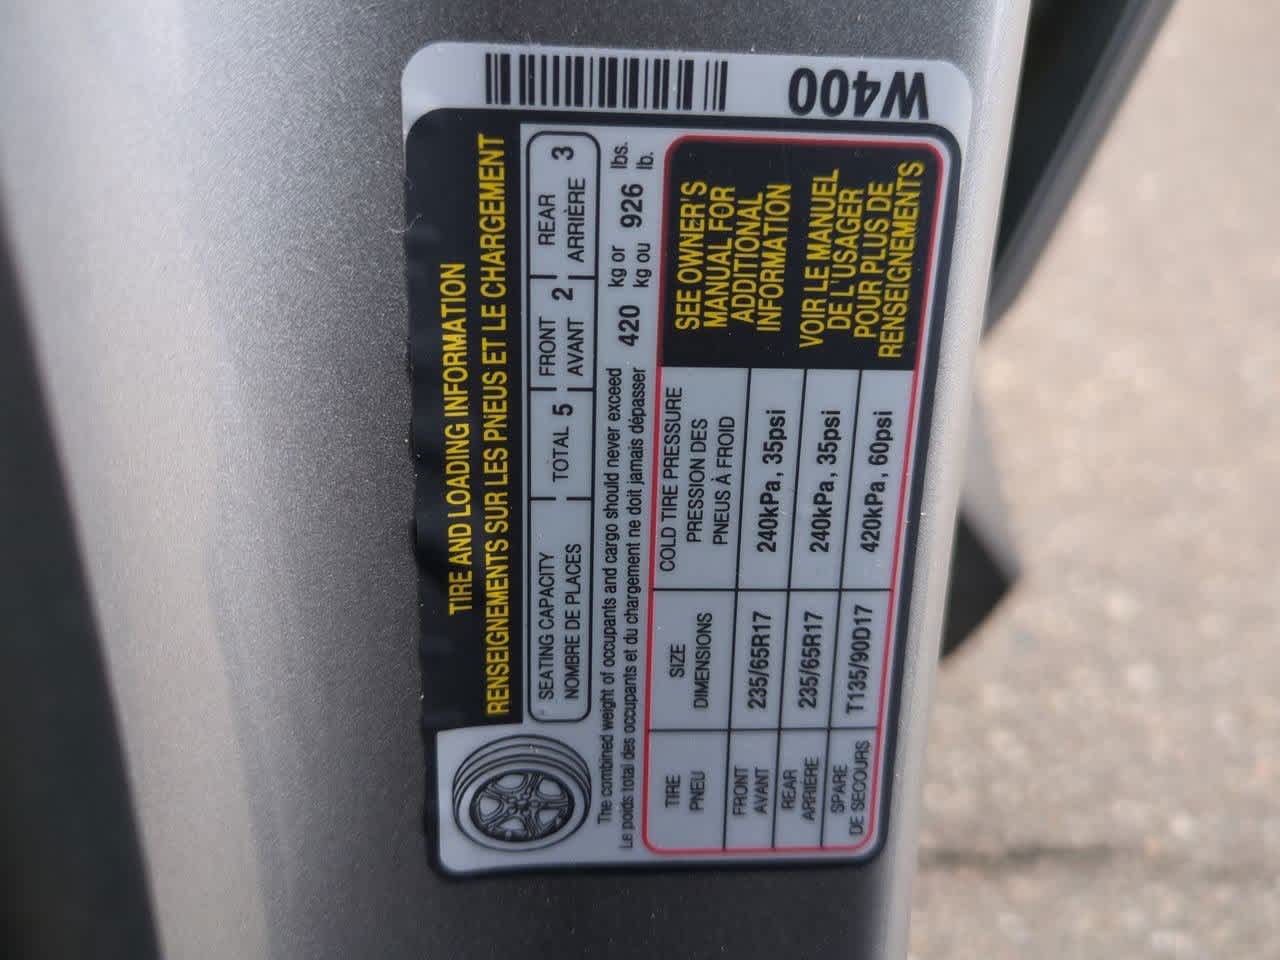 W400
TIRE AND LOADING INFORMATION
RENSEIGNEMENTS SUR LES PNEUS ET LE CHARGEMENT
SEATING CAPACITY
NOMBRE DE PLACES
TOTAL 5
FRONT
AVANT 2
REAR
ARRIÈRE 3
The combined weight of occupants and cargo should never exceed 420 kg or 926 lbs.
Le poids total des occupants et du chargement ne doit jamais dépasser kg ou lb.
TIRE
PNEU
SIZE
DIMENSIONS
COLD TIRE PRESSURE
PRESSION DES
PNEUS À FROID
FRONT
AVANT
235/65R17
240kPa, 35psi
REAR
ARRIÈRE
235/65R17
240kPa, 35psi
SPARE
DE SECOURS
T135/90D17
420kPa, 60psi
SEE OWNER'S
MANUAL FOR
ADDITIONAL
INFORMATION
VOIR LE MANUEL
DE L'USAGER
POUR PLUS DE
RENSEIGNEMENTS